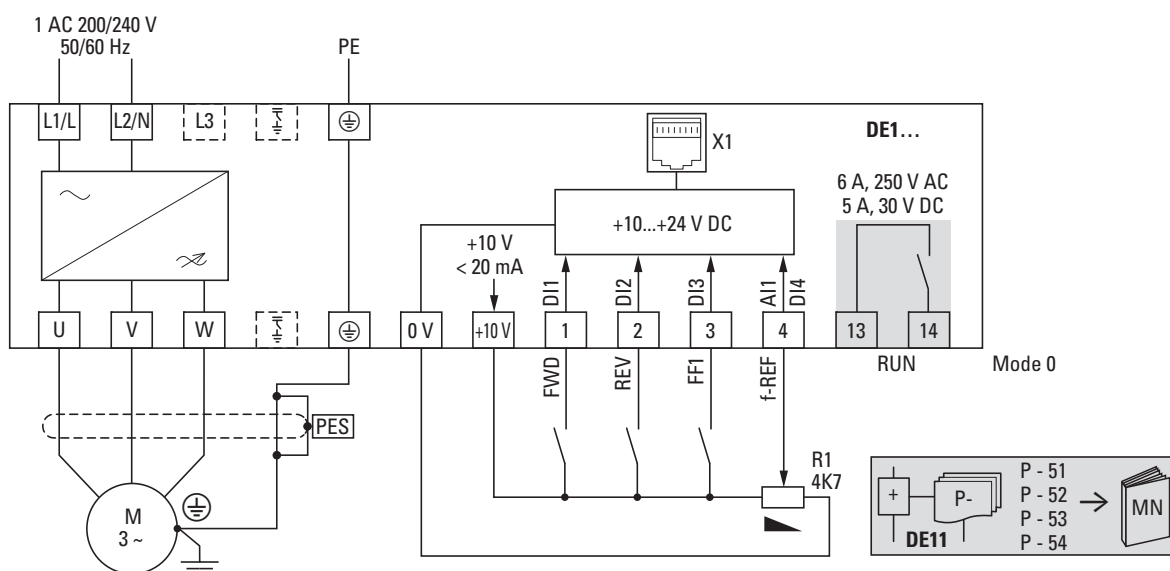 1 AC 200/240 V
50/60 Hz
PE
L1/L
L2/N
L3
X1
DE1…
6 A, 250 V AC
5 A, 30 V DC
+10...+24 V DC
+10 V
< 20 mA
DI1
DI2
DI3
AI1
DI4
U
V
W
0 V
+10 V
1
2
3
4
13
14
FWD
REV
FF1
f-REF
RUN
Mode 0
PES
R1
4K7
M
3 ~
+
P-
DE11
P - 51
P - 52
P - 53
P - 54
MN